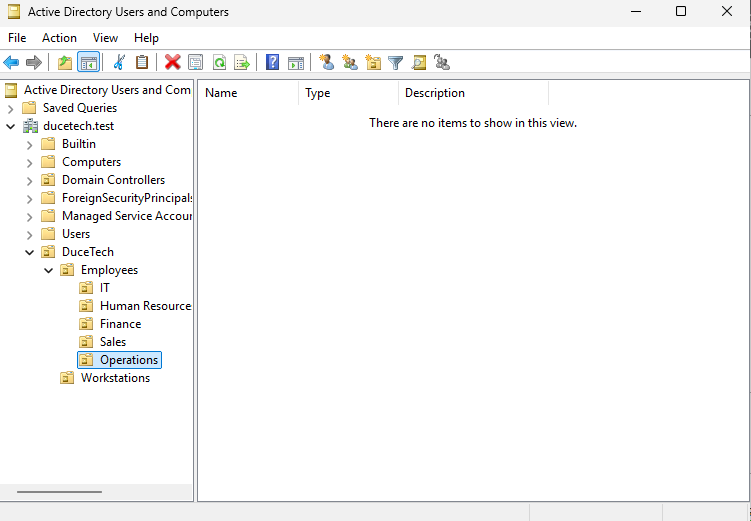 Active Directory Users and Computers
File Action View Help
Active Directory Users and Com
Saved Queries
ducetech.test
Builtin
Computers
Domain Controllers
ForeignSecurityPrincipals
Managed Service Accour
Users
DuceTech
Employees
IT
Human Resource
Finance
Sales
Operations
Workstations
Name Type Description
There are no items to show in this view.